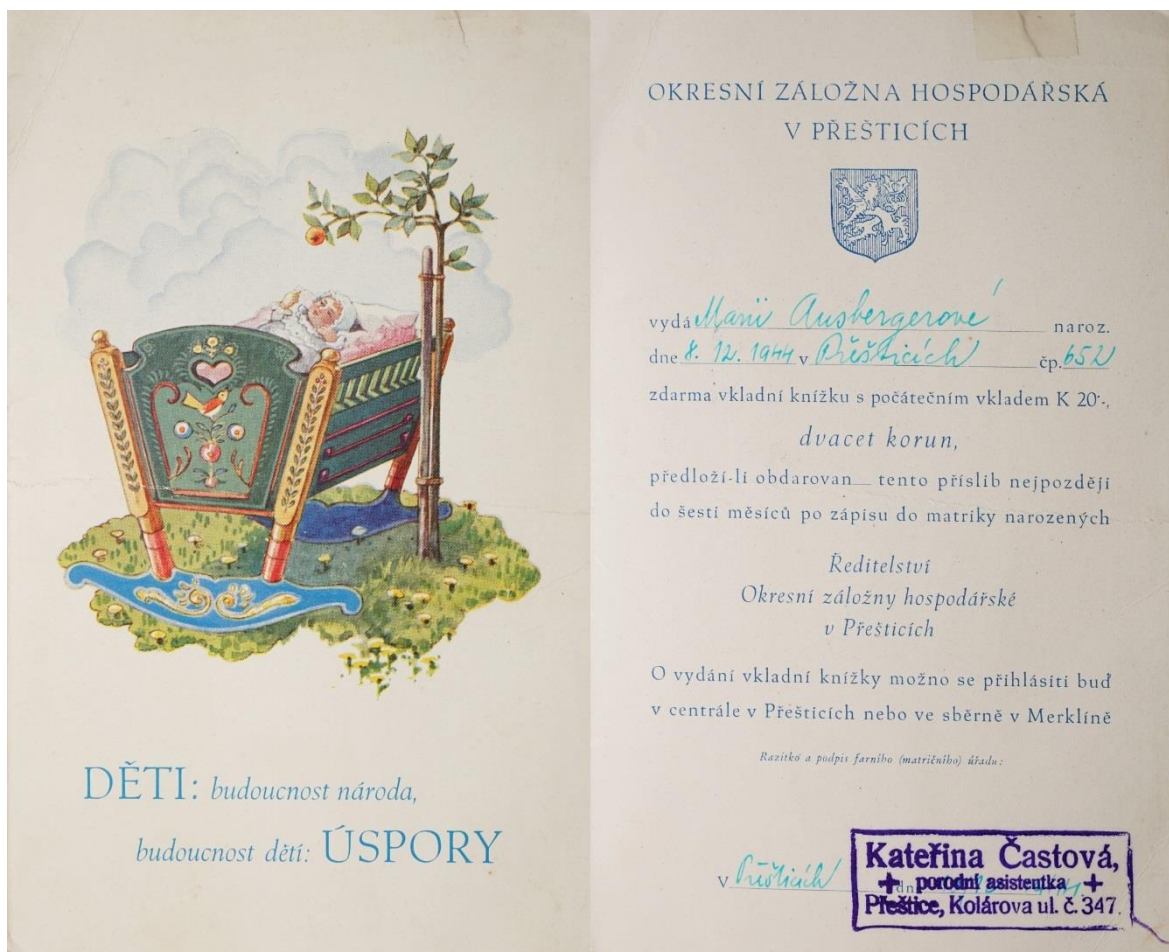 DĚTI: budoucnost národa,
budoucnost dětí: ÚSPORY
OKRESNÍ ZÁLOŽNA HOSPODÁŘSKÁ
V PŘEŠTICÍCH
vydá Marii Ausbergerové naroz.
dne 8. 12. 1944 v Přešticích čp. 652
zdarma vkladní knížku s počátečním vkladem K 20·-,
dvacet korun,
předloží-li obdarovan__ tento příslib nejpozději
do šesti měsíců po zápisu do matriky narozených
Ředitelství
Okresní záložny hospodářské
v Přešticích
O vydání vkladní knížky možno se přihlásiti buď
v centrále v Přešticích nebo ve sběrně v Merklíně
Razítko a podpis farního (matričního) úřadu:
V Přešticích dne
Kateřina Častová,
+ porodní asistentka +
Přeštice, Kolárova ul. č. 347.